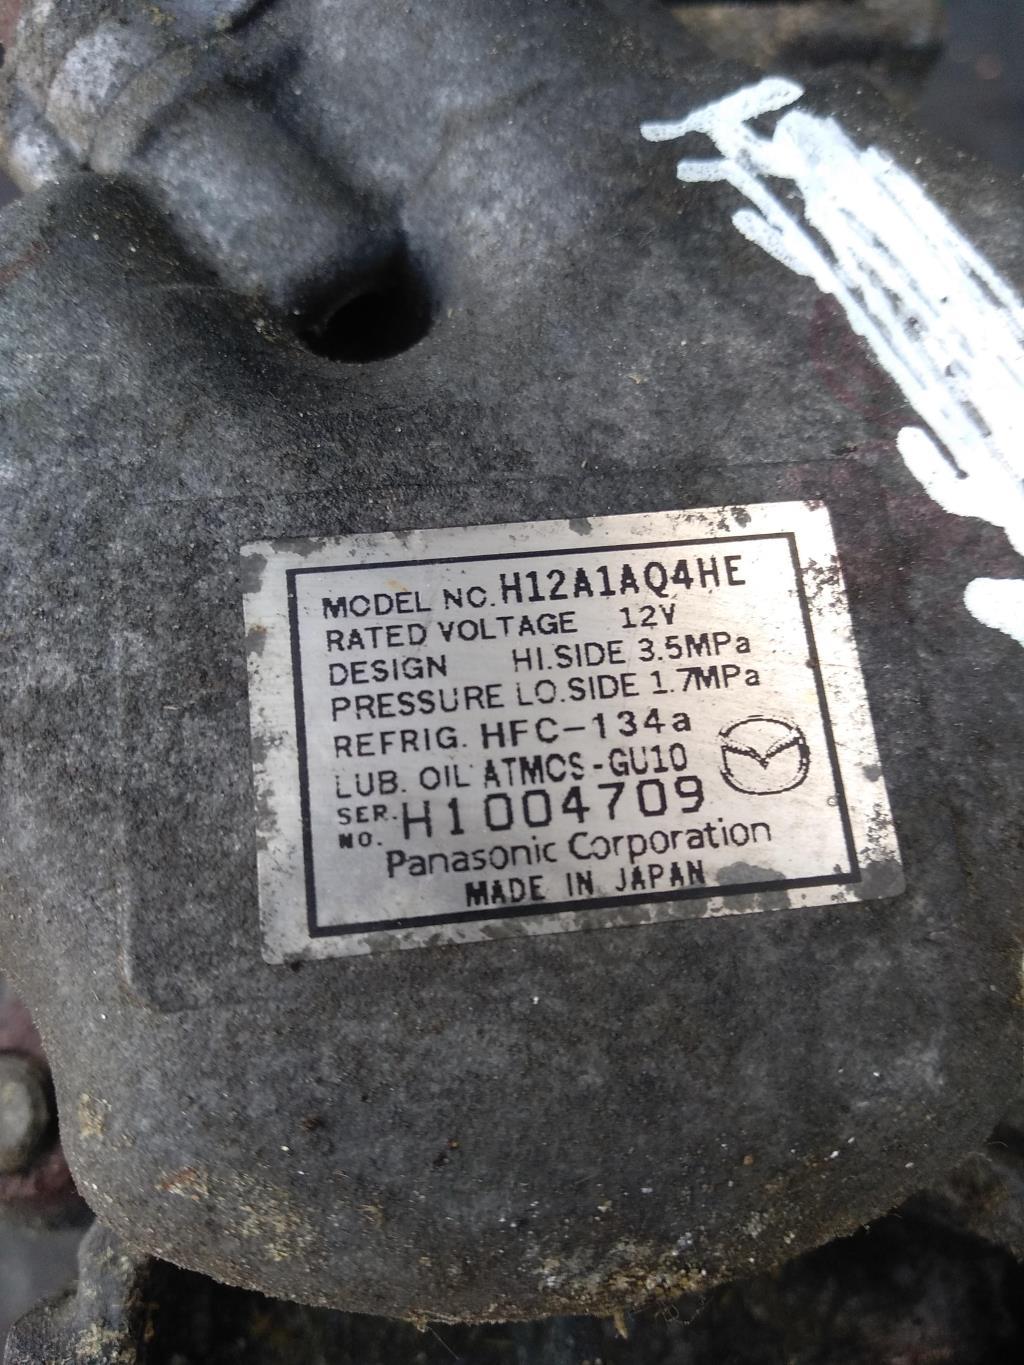 MODEL NO. H12A1AQ4HE
RATED VOLTAGE 12V
DESIGN HI.SIDE 3.5MPa
PRESSURE LO.SIDE 1.7MPa
REFRIG. HFC-134a
LUB. OIL ATMOS-GU10
SER. NO. H1004709
Panasonic Corporation
MADE IN JAPAN